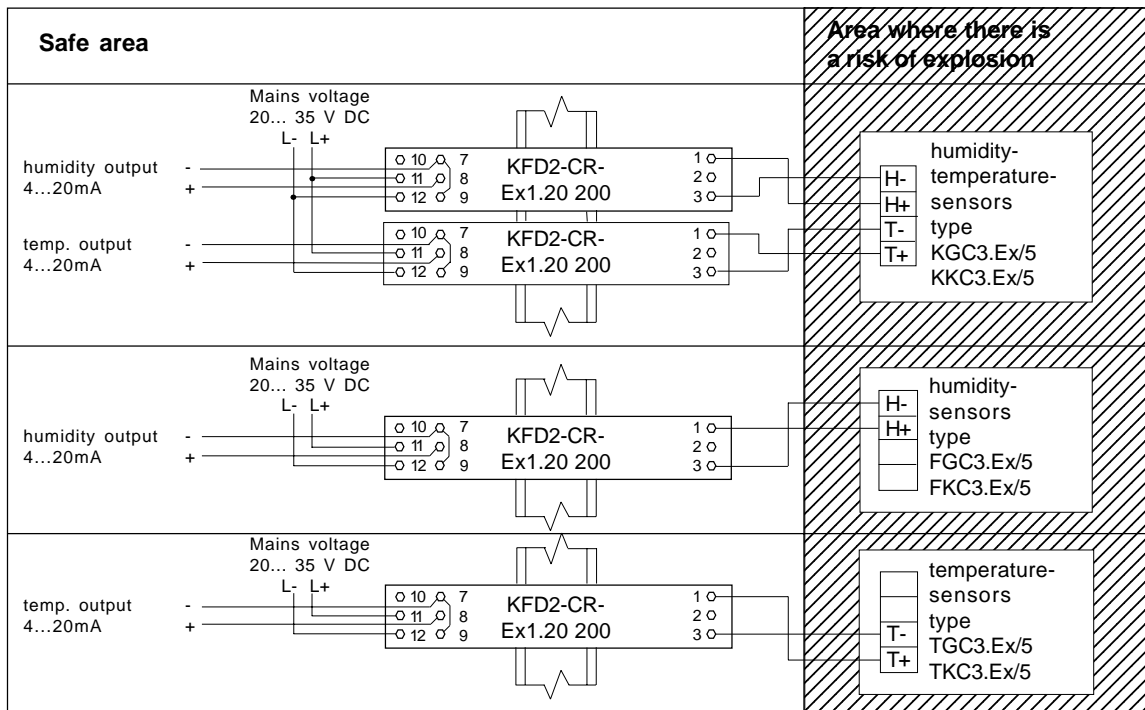 Safe area
Area where there is
a risk of explosion
Mains voltage
20... 35 V DC
L- L+
humidity output -
4...20mA +
10 7
11 8
12 9
KFD2-CR-
Ex1.20 200
1
2
3
temp. output -
4...20mA +
10 7
11 8
12 9
KFD2-CR-
Ex1.20 200
1
2
3
H-
H+
T-
T+
humidity-
temperature-
sensors
type
KGC3.Ex/5
KKC3.Ex/5
Mains voltage
20... 35 V DC
L- L+
humidity output -
4...20mA +
10 7
11 8
12 9
KFD2-CR-
Ex1.20 200
1
2
3
H-
H+
humidity-
sensors
type
FGC3.Ex/5
FKC3.Ex/5
Mains voltage
20... 35 V DC
L- L+
temp. output -
4...20mA +
10 7
11 8
12 9
KFD2-CR-
Ex1.20 200
1
2
3
T-
T+
temperature-
sensors
type
TGC3.Ex/5
TKC3.Ex/5